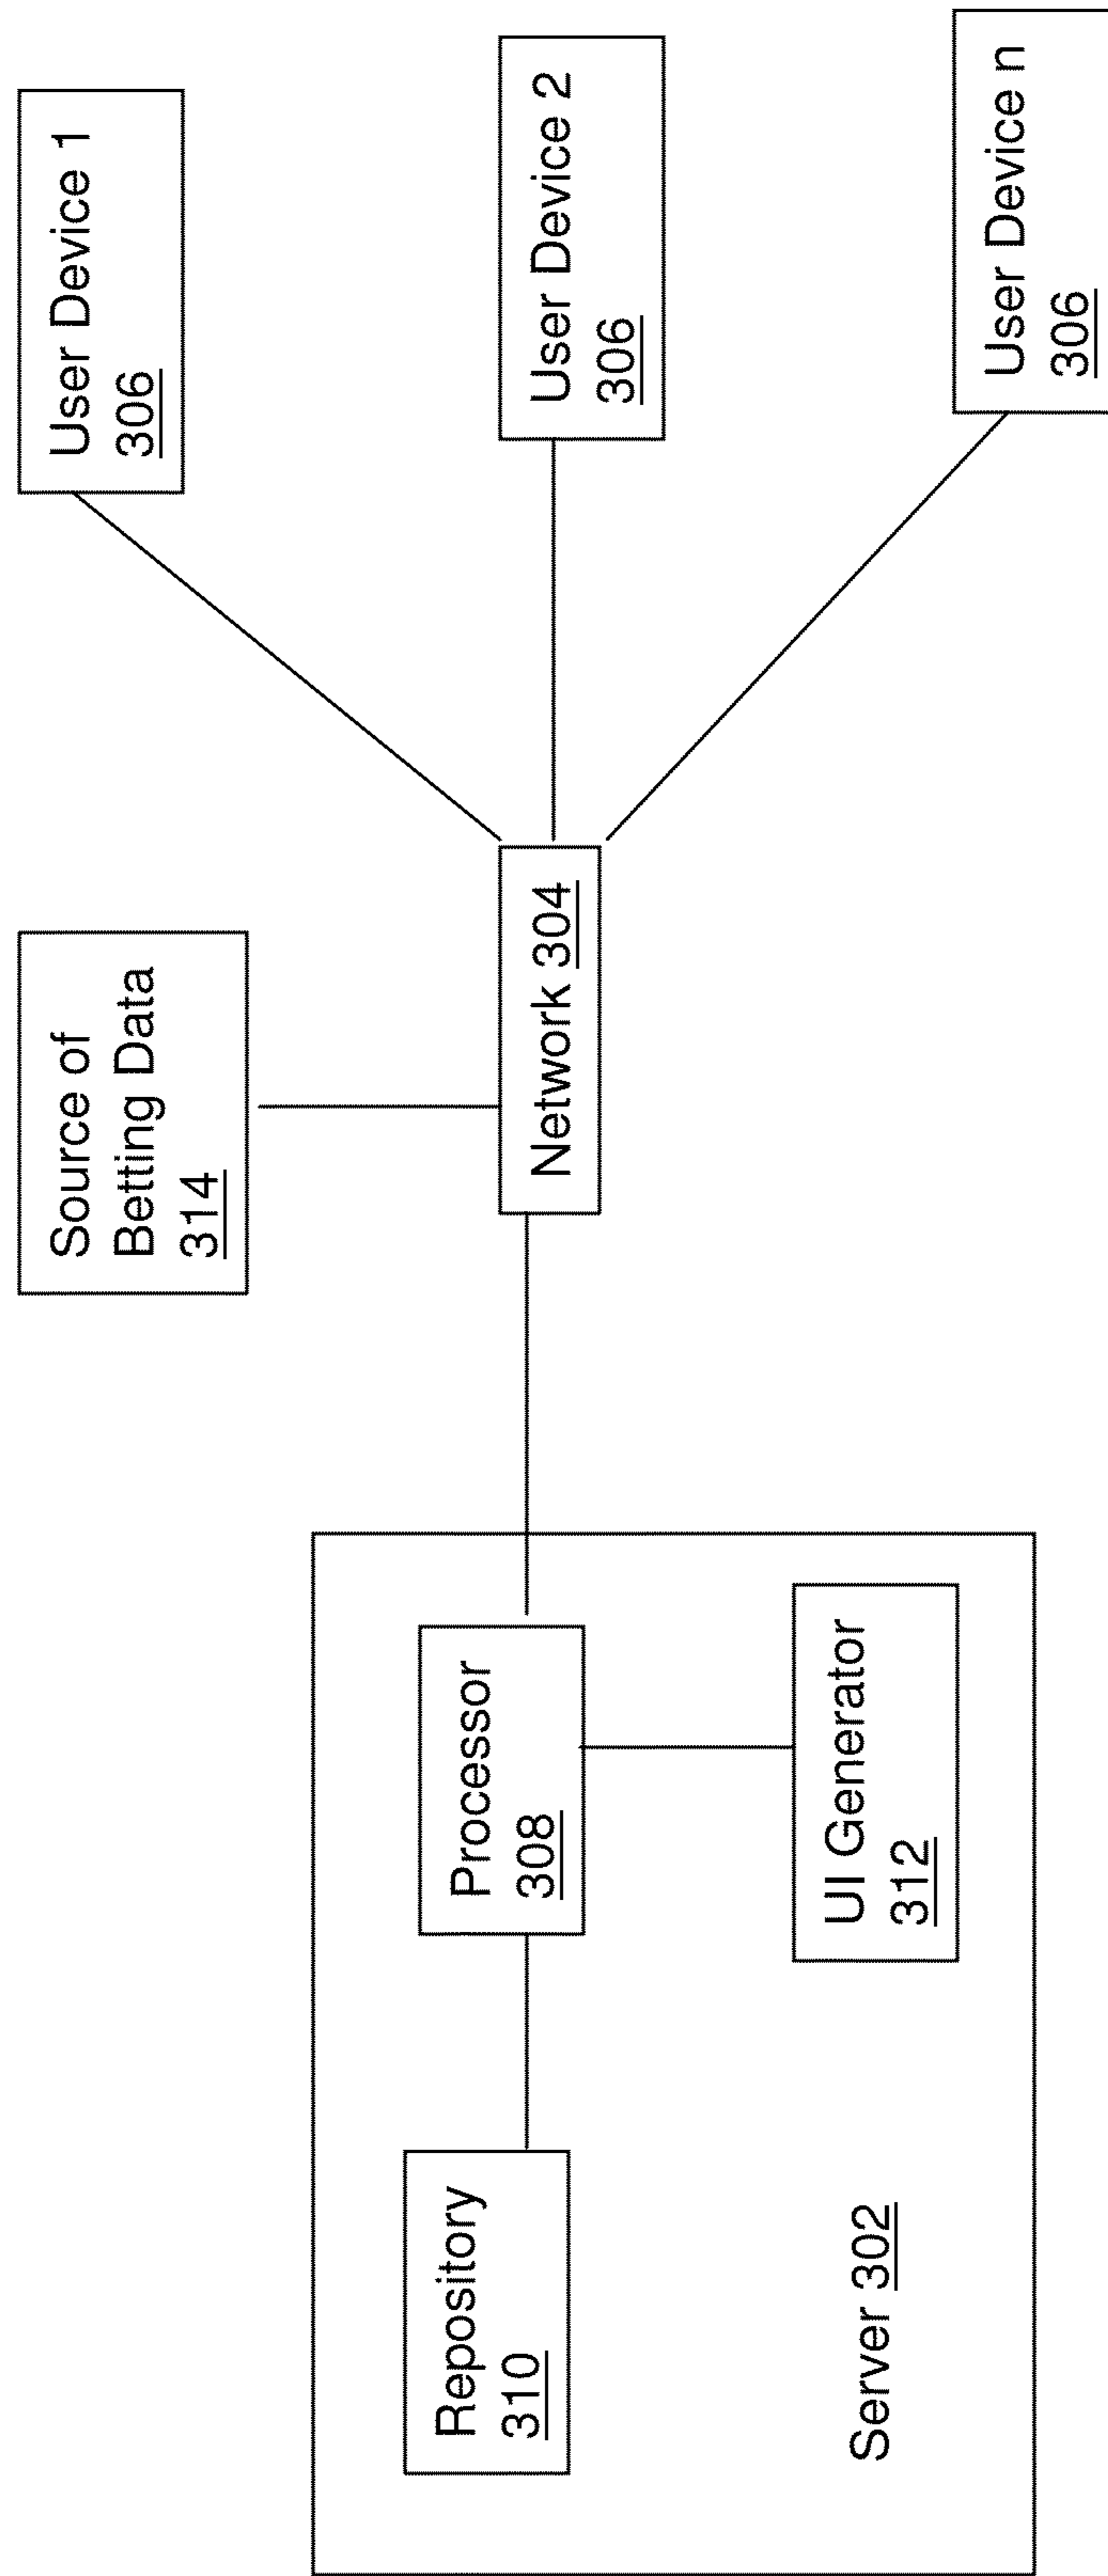 Source of
Betting Data
314
User Device 1
306
Repository
310
Processor
308
Network 304
User Device 2
306
UI Generator
312
Server 302
User Device n
306